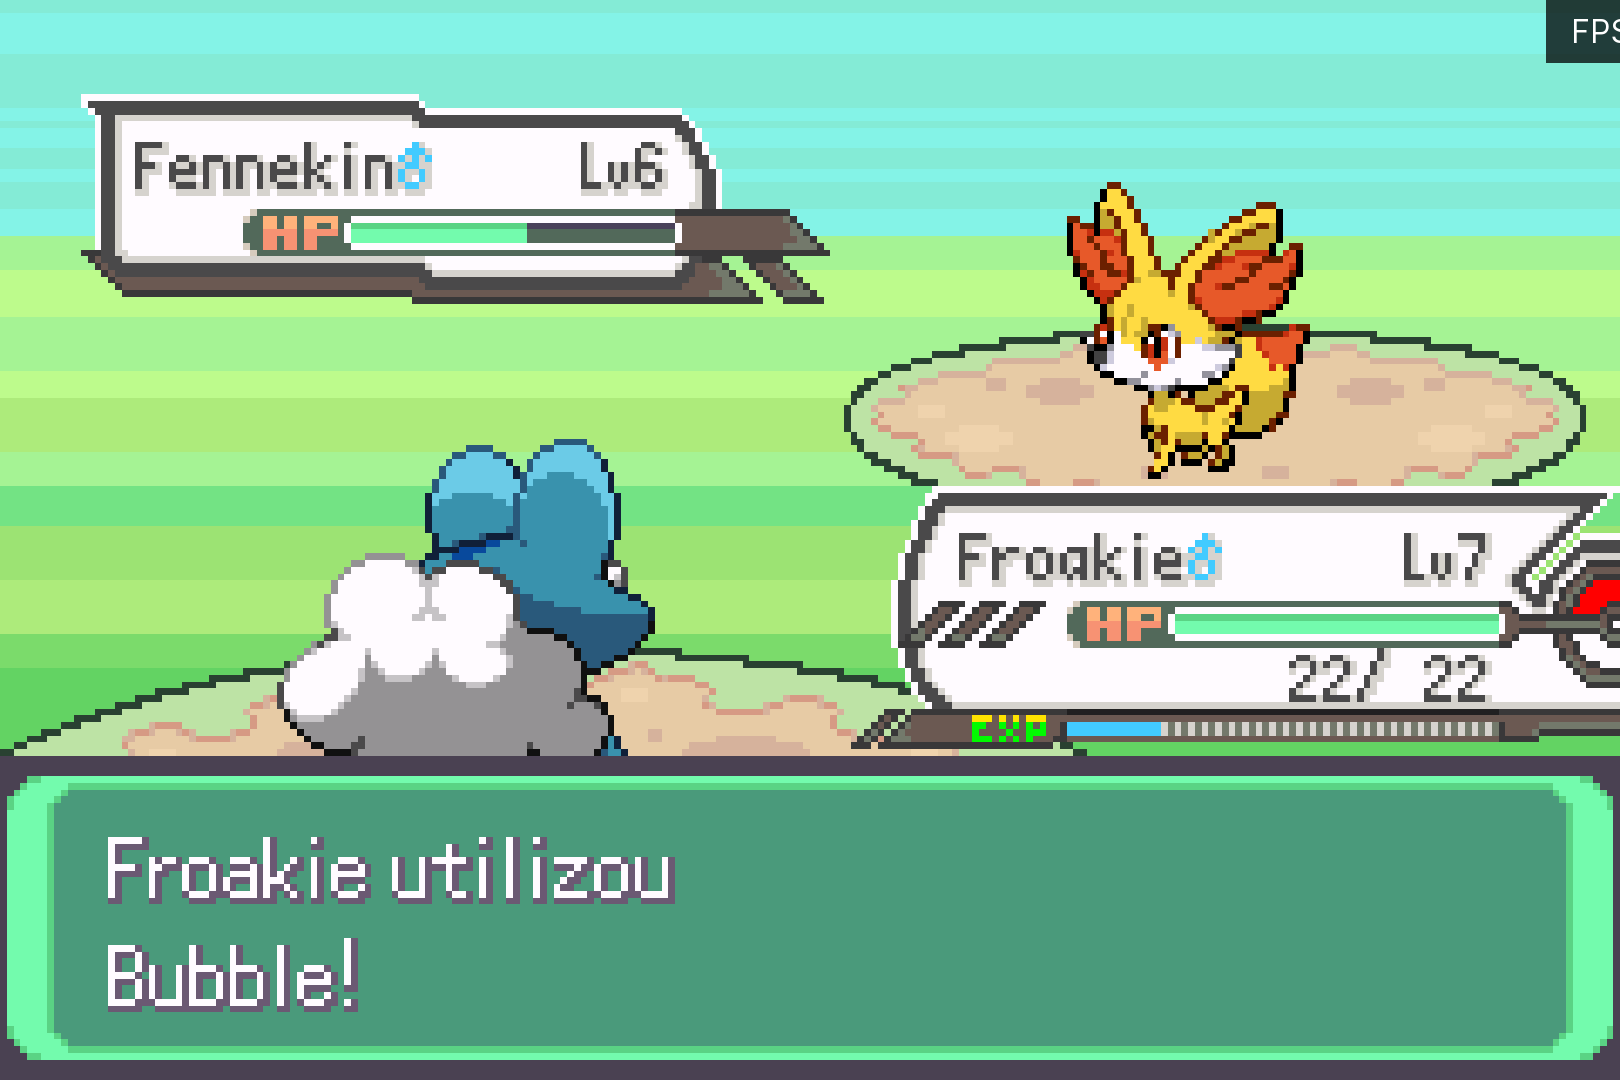 FPS
Fennekin♂ Lv6
HP
Froakie♂ Lv7
HP
22/ 22
EXP
Froakie utilizou
Bubble!